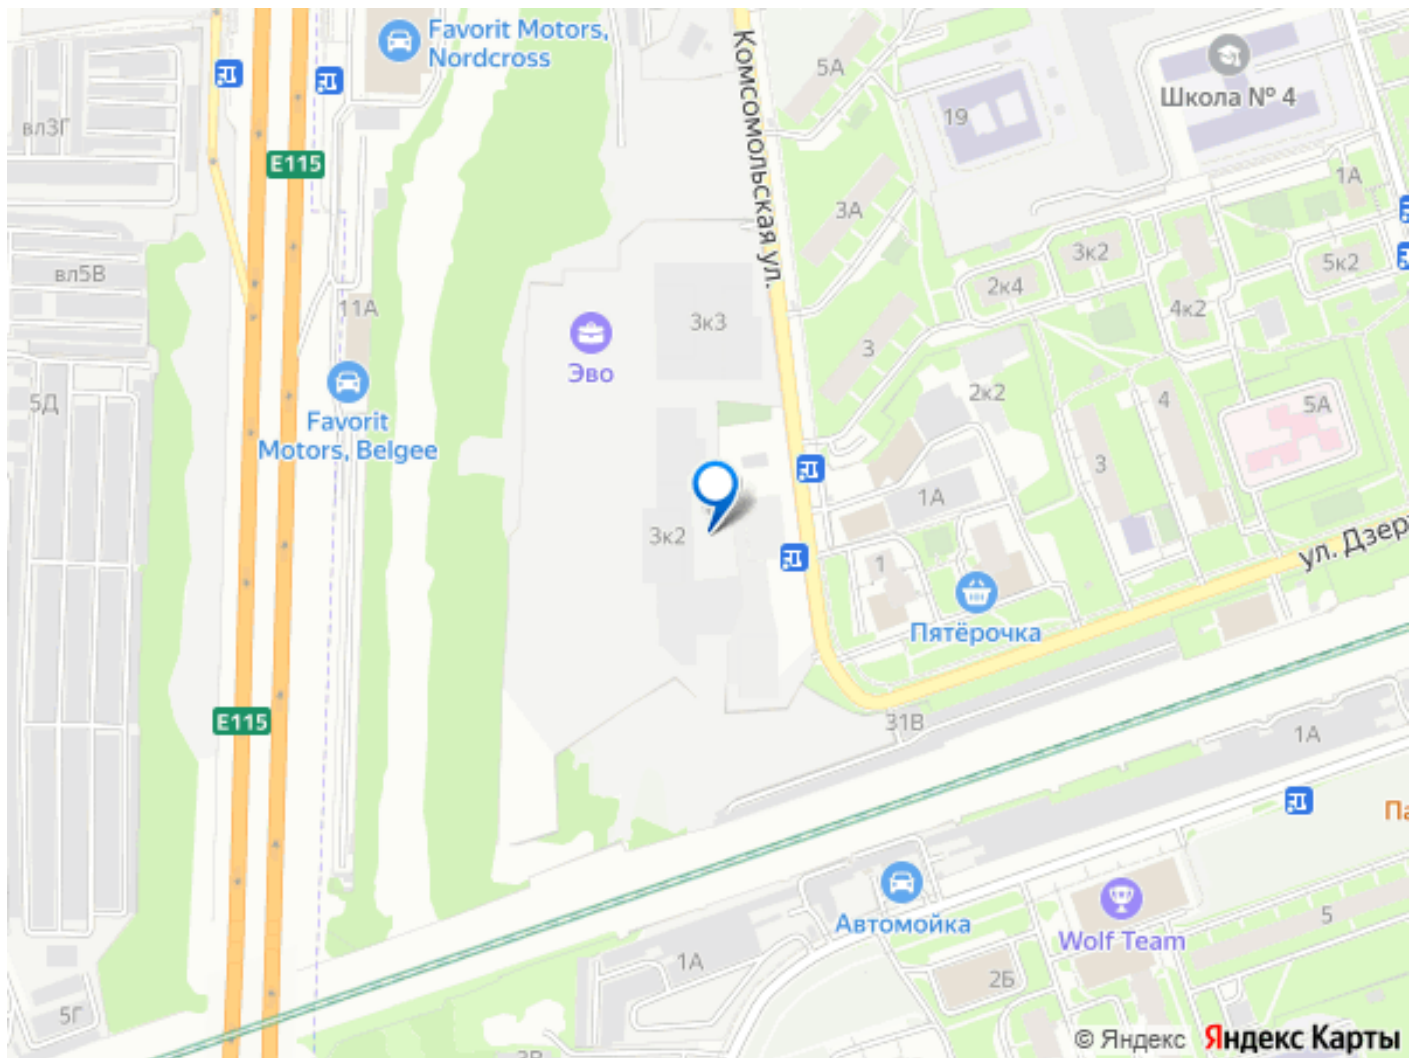 Favorit Motors,
Nordcross
вл3Г
E115
Комсомольская ул.
5А
19
Школа № 4
1А
3А
3к2
5к2
2к4
4к2
вл5В
11А
3к3
Эво
3
2к2
4
5А
5Д
Favorit
Motors, Belgee
1А
3
3к2
1
Пятёрочка
ул. Дзер
E115
31В
1А
Па
Автомойка
Wolf Team
5
1А
2Б
5Г
3В
© Яндекс Яндекс Карты